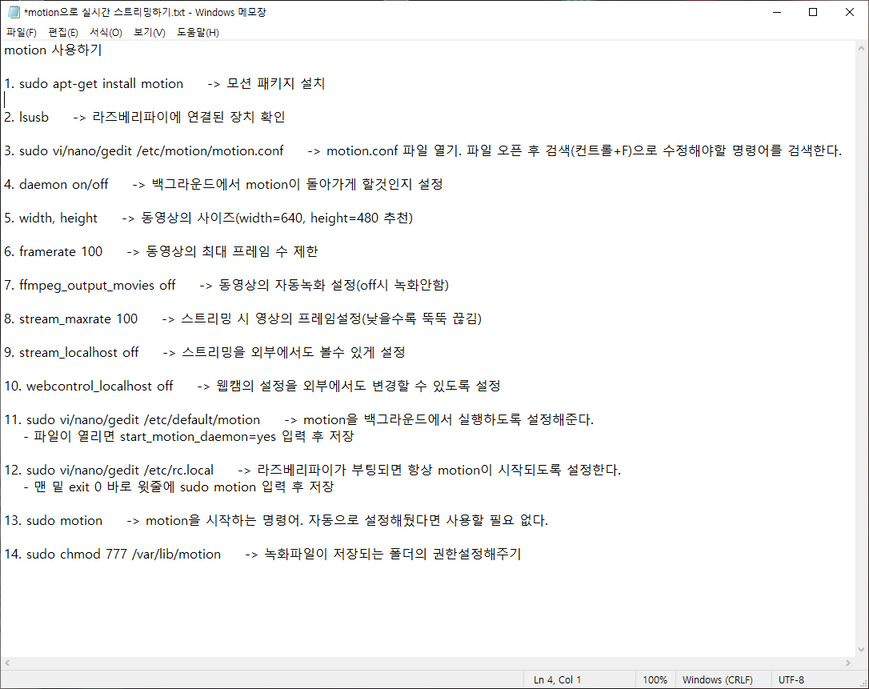 *motion으로 실시간 스트리밍하기.txt - Windows 메모장
파일(F) 편집(E) 서식(O) 보기(V) 도움말(H)
motion 사용하기
1. sudo apt-get install motion -> 모션 패키지 설치
2. lsusb -> 라즈베리파이에 연결된 장치 확인
3. sudo vi/nano/gedit /etc/motion/motion.conf -> motion.conf 파일 열기. 파일 오픈 후 검색(컨트롤+F)으로 수정해야할 명령어를 검색한다.
4. daemon on/off -> 백그라운드에서 motion이 돌아가게 할것인지 설정
5. width, height -> 동영상의 사이즈(width=640, height=480 추천)
6. framerate 100 -> 동영상의 최대 프레임 수 제한
7. ffmpeg_output_movies off -> 동영상의 자동녹화 설정(off시 녹화안함)
8. stream_maxrate 100 -> 스트리밍 시 영상의 프레임설정(낮을수록 뚝뚝 끊김)
9. stream_localhost off -> 스트리밍을 외부에서도 볼수 있게 설정
10. webcontrol_localhost off -> 웹캠의 설정을 외부에서도 변경할 수 있도록 설정
11. sudo vi/nano/gedit /etc/default/motion -> motion을 백그라운드에서 실행하도록 설정해준다.
- 파일이 열리면 start_motion_daemon=yes 입력 후 저장
12. sudo vi/nano/gedit /etc/rc.local -> 라즈베리파이가 부팅되면 항상 motion이 시작되도록 설정한다.
- 맨 밑 exit 0 바로 윗줄에 sudo motion 입력 후 저장
13. sudo motion -> motion을 시작하는 명령어. 자동으로 설정해뒀다면 사용할 필요 없다.
14. sudo chmod 777 /var/lib/motion -> 녹화파일이 저장되는 폴더의 권한설정해주기
Ln 4, Col 1 100% Windows (CRLF) UTF-8